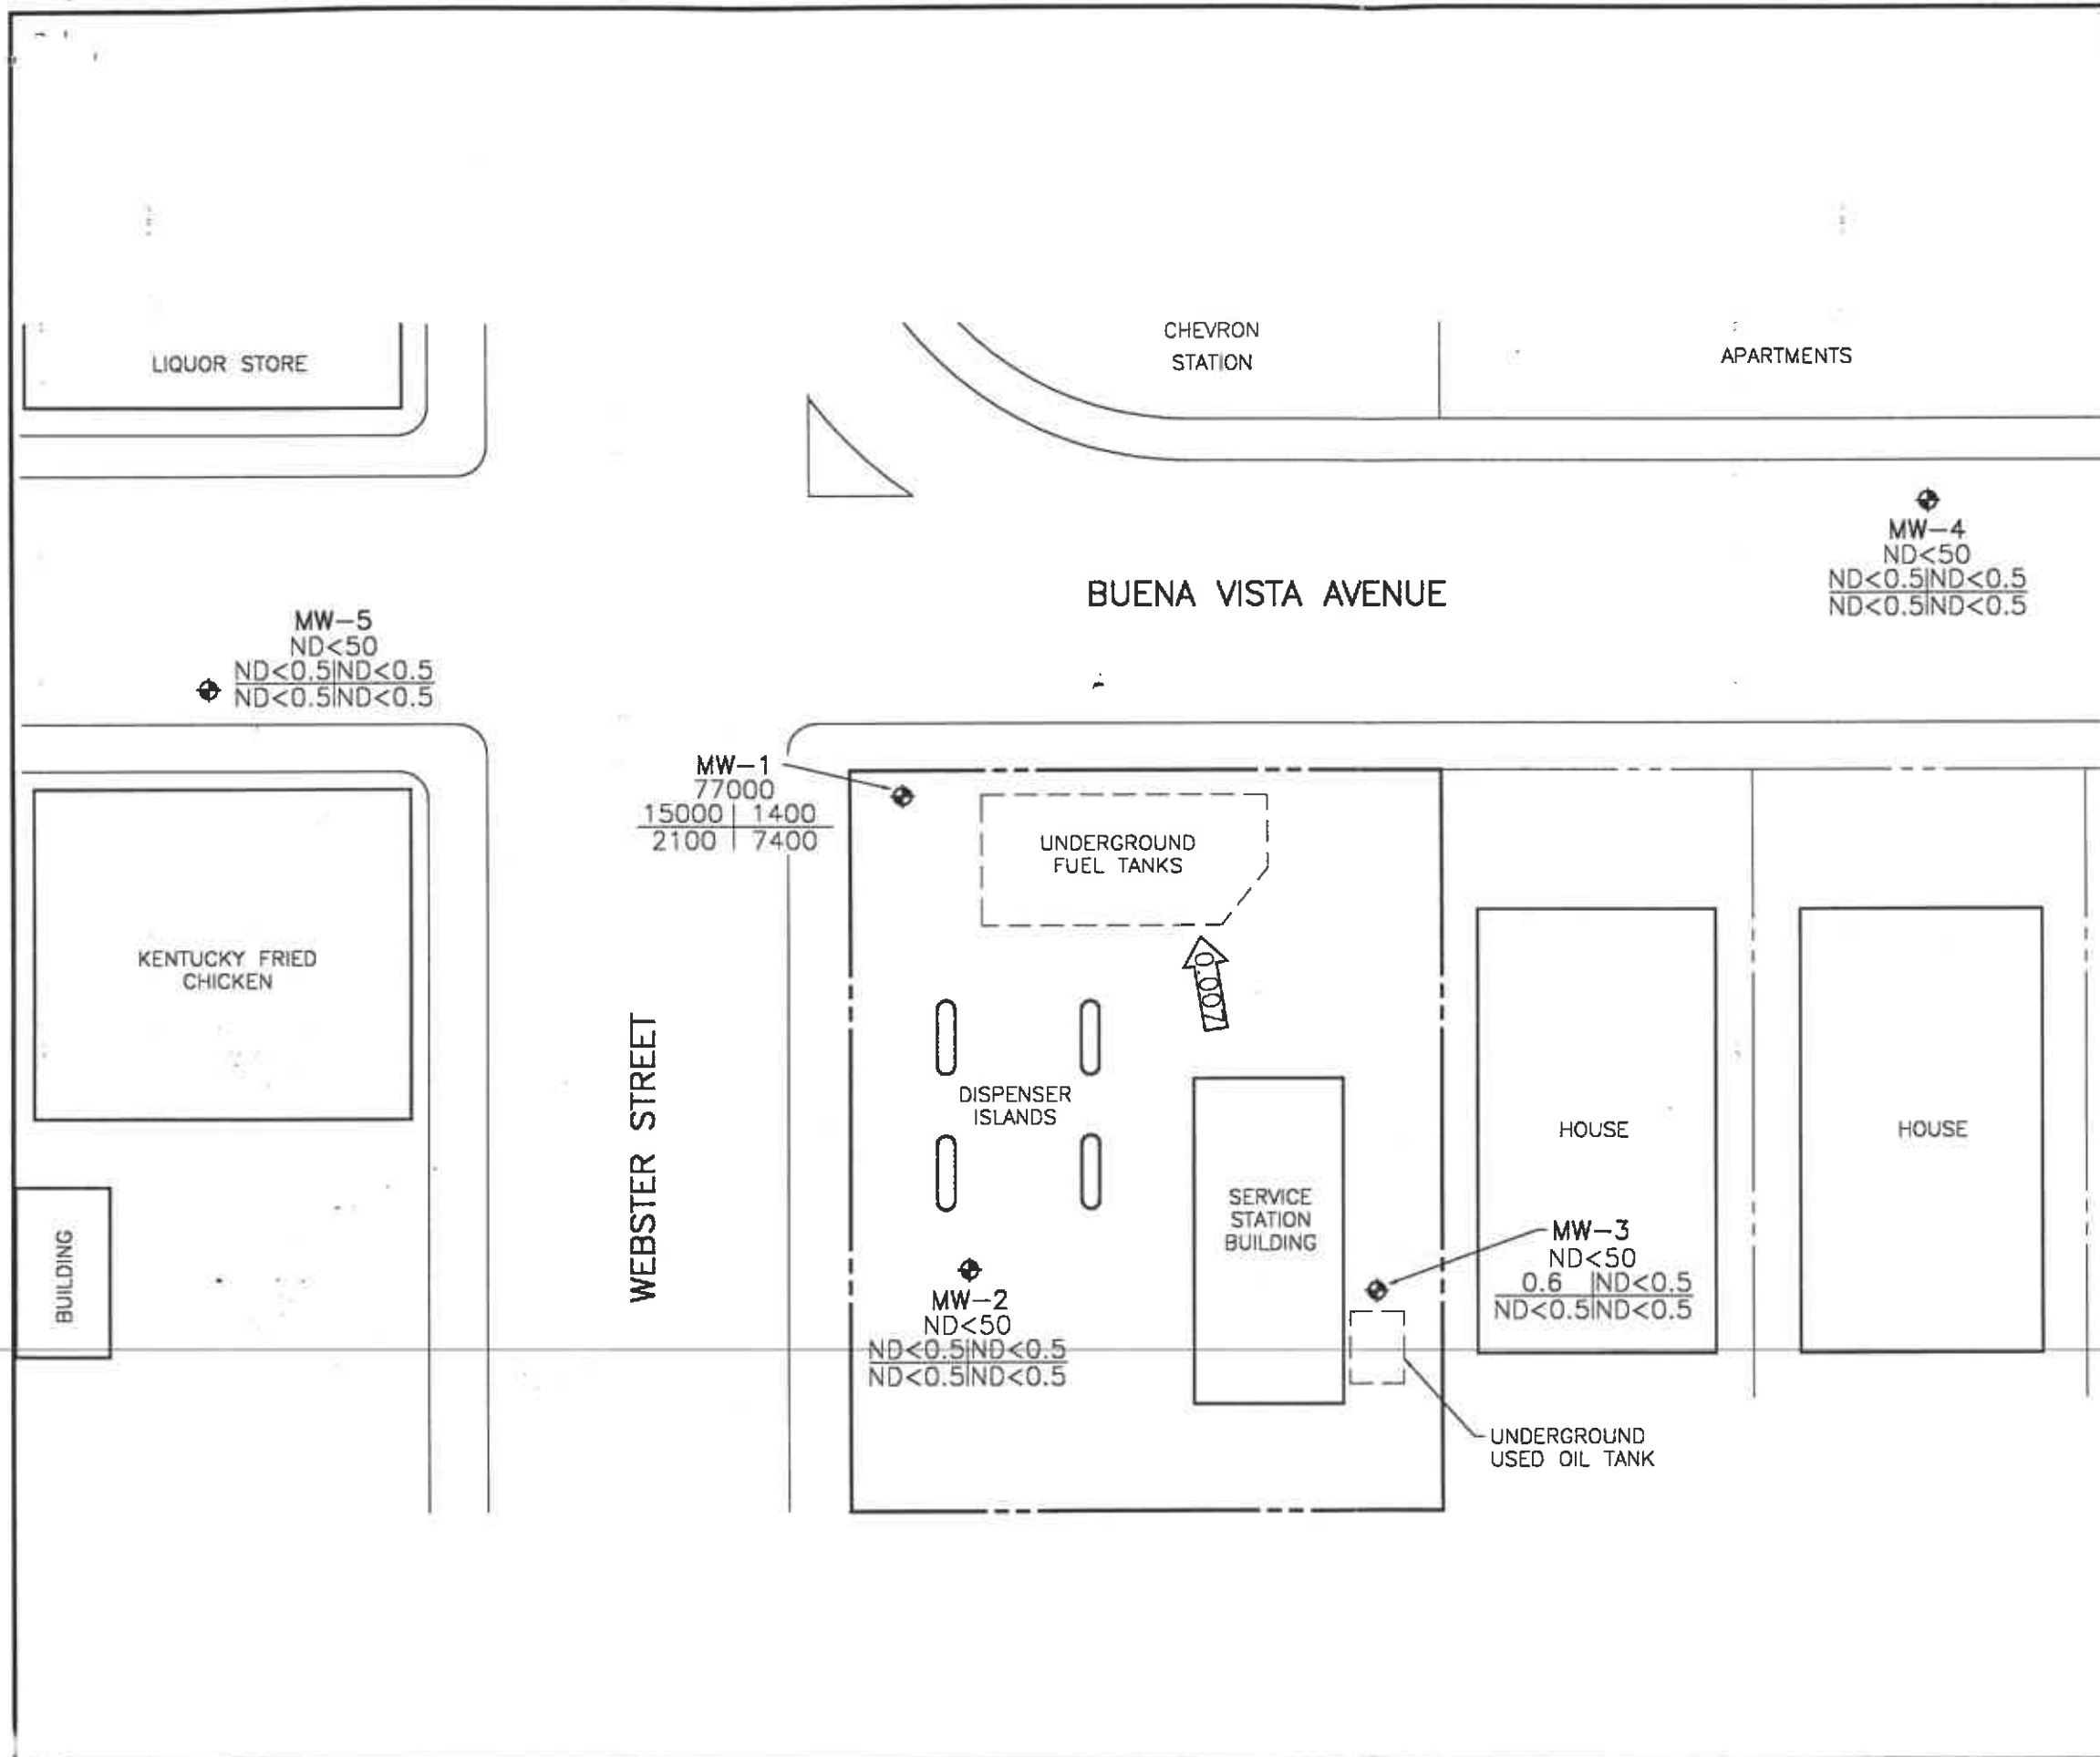 LIQUOR STORE
CHEVRON
STATION
APARTMENTS
MW-4
ND<50
ND<0.5|ND<0.5
ND<0.5|ND<0.5
BUENA VISTA AVENUE
MW-5
ND<50
ND<0.5|ND<0.5
ND<0.5|ND<0.5
MW-1
77000
15000 | 1400
2100 | 7400
UNDERGROUND
FUEL TANKS
KENTUCKY FRIED
CHICKEN
0.007
WEBSTER STREET
DISPENSER
ISLANDS
HOUSE
HOUSE
SERVICE
STATION
BUILDING
BUILDING
MW-3
ND<50
0.6 |ND<0.5
ND<0.5|ND<0.5
MW-2
ND<50
ND<0.5|ND<0.5
ND<0.5|ND<0.5
UNDERGROUND
USED OIL TANK